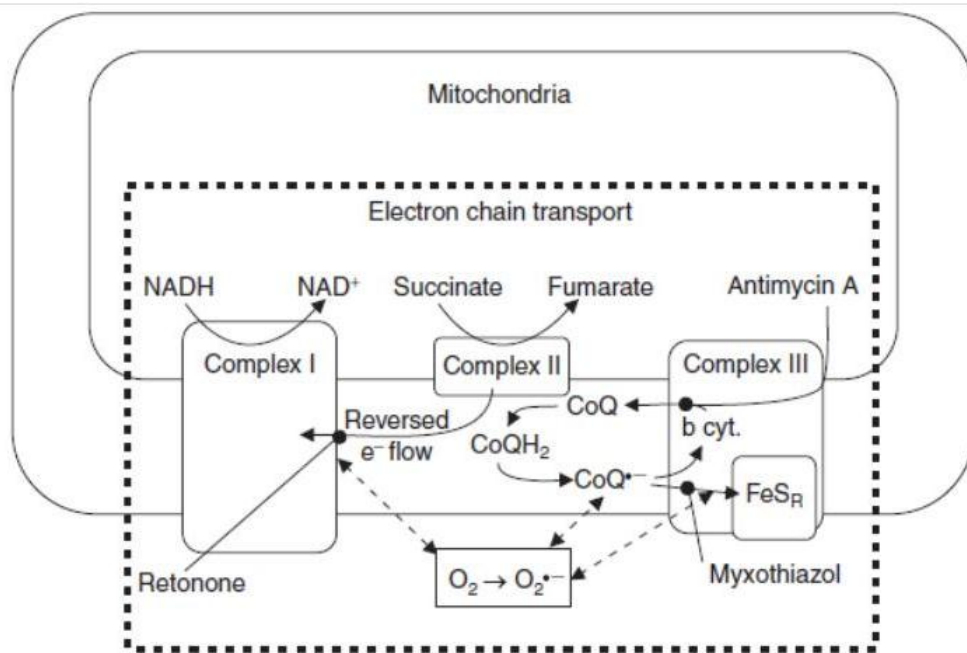 Mitochondria
Electron chain transport
NADH
NAD⁺
Succinate
Fumarate
Antimycin A
Complex I
Complex II
Complex III
Reversed
e⁻ flow
CoQ
b cyt.
CoQH₂
CoQ•⁻
FeS_R
Retonone
O₂ → O₂•⁻
Myxothiazol